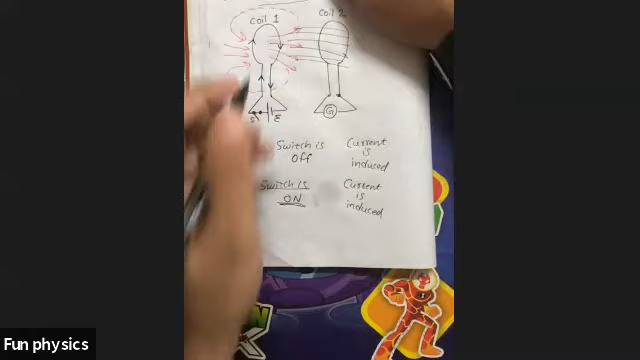 Coil 1
Coil 2
E
G
Switch is
off
Current
is
induced
Switch is
ON
Current
is
induced
Fun physics